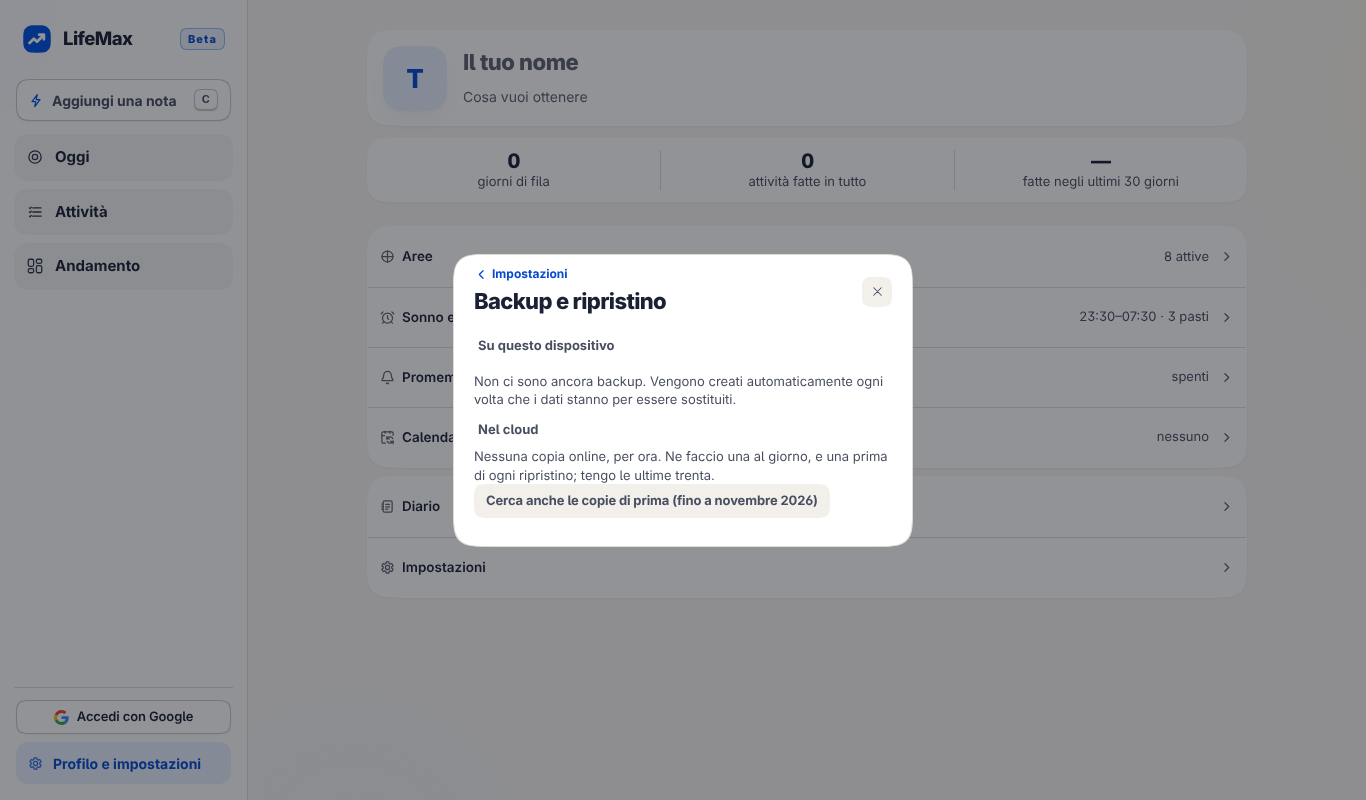 LifeMax
Beta
Aggiungi una nota
C
Oggi
Attività
Andamento
Accedi con Google
Profilo e impostazioni
T
Il tuo nome
Cosa vuoi ottenere
0
giorni di fila
0
attività fatte in tutto
—
fatte negli ultimi 30 giorni
Aree
8 attive
Sonno e
23:30–07:30 · 3 pasti
Promem
spenti
Calenda
nessuno
Diario
Impostazioni
Impostazioni
Backup e ripristino
Su questo dispositivo
Non ci sono ancora backup. Vengono creati automaticamente ogni
volta che i dati stanno per essere sostituiti.
Nel cloud
Nessuna copia online, per ora. Ne faccio una al giorno, e una prima
di ogni ripristino; tengo le ultime trenta.
Cerca anche le copie di prima (fino a novembre 2026)